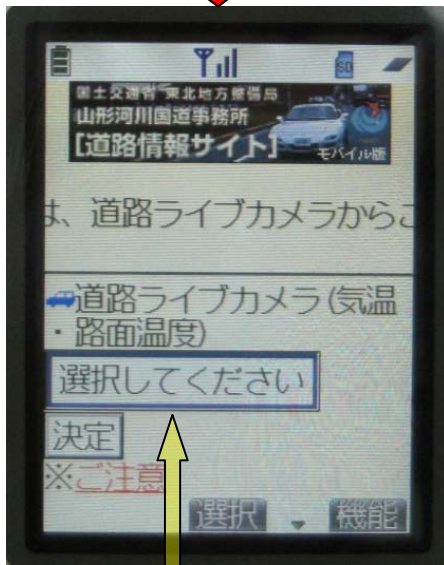 SD
国土交通省 東北地方整備局
山形河川国道事務所
【道路情報サイト】
モバイル版
は、道路ライブカメラからこ
道路ライブカメラ(気温
・路面温度)
選択してください
決定
※ご注意
選択
機能